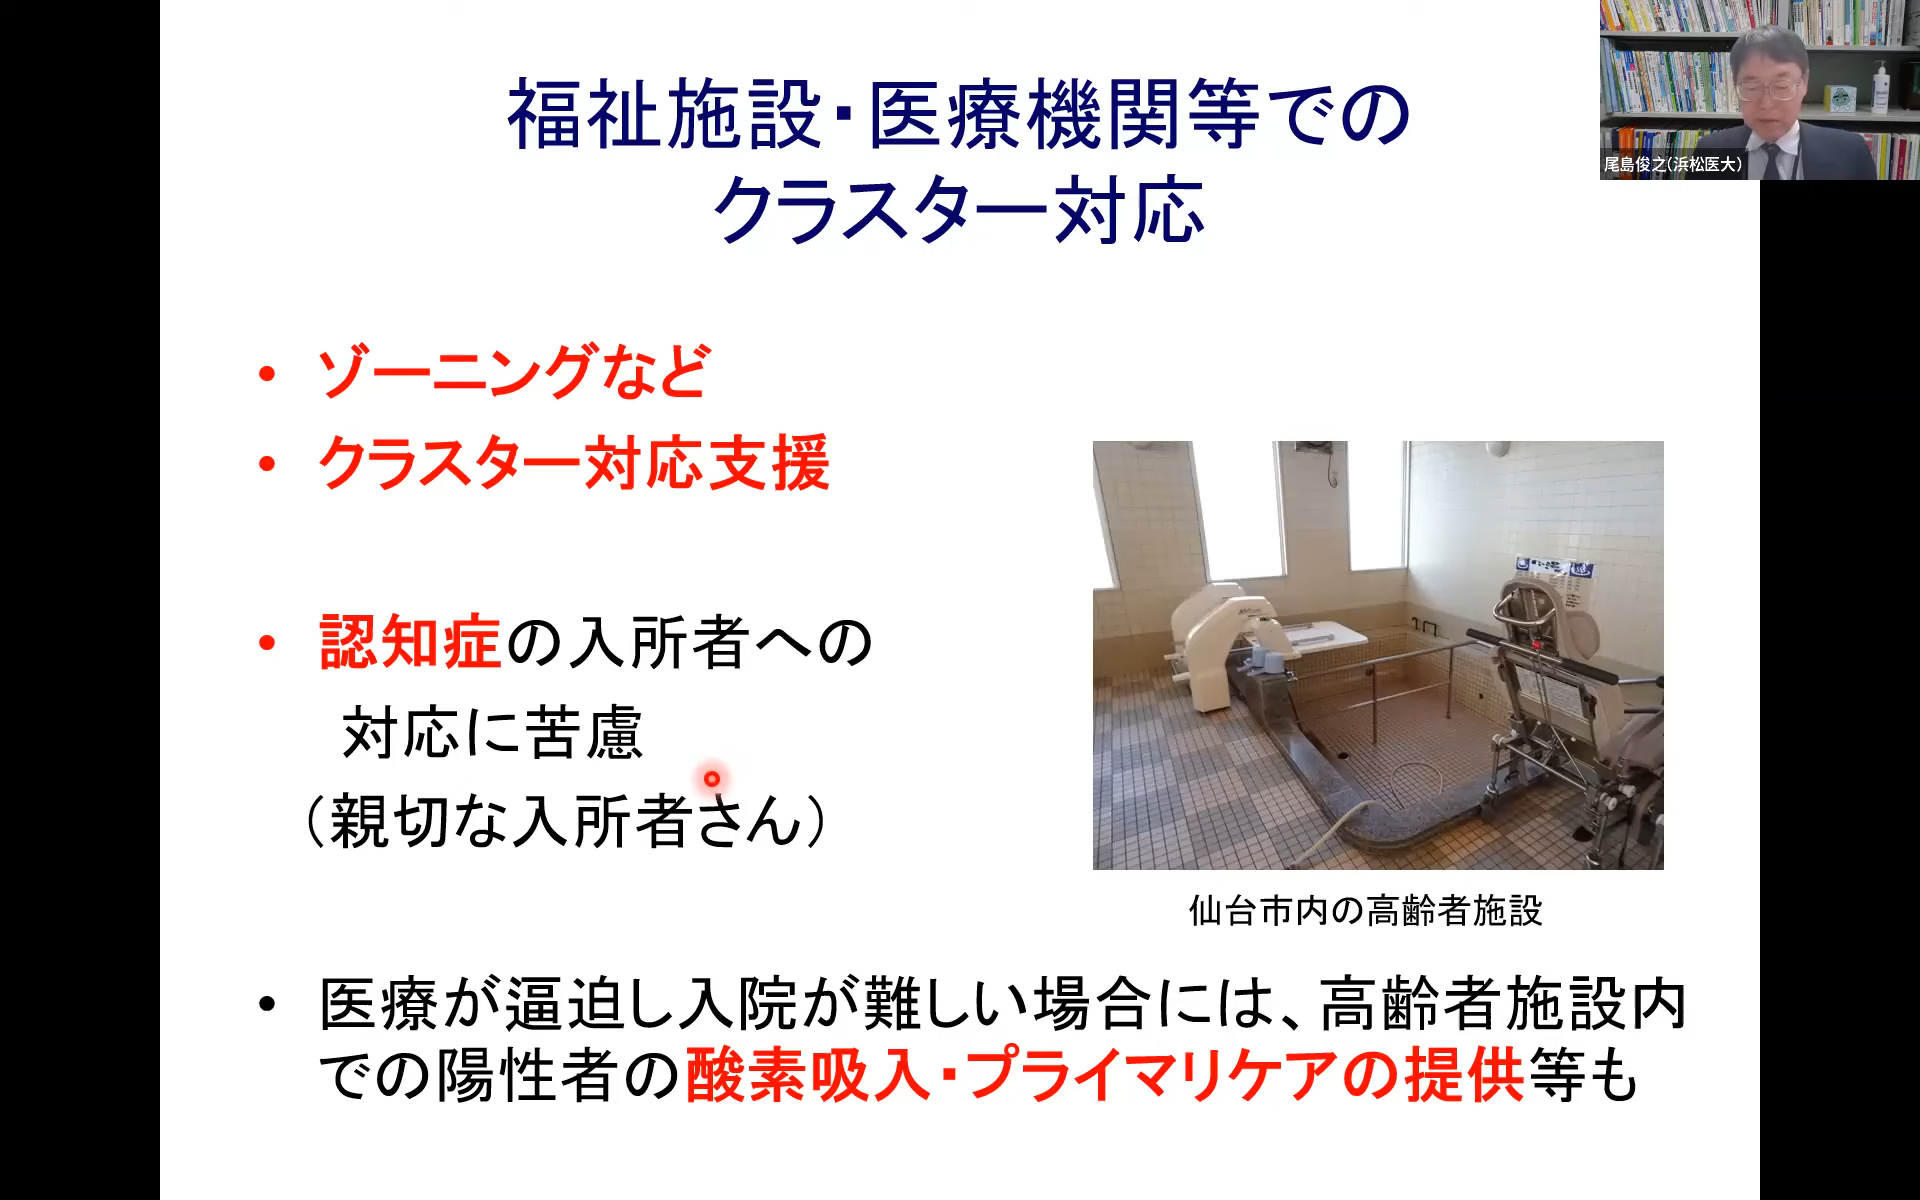 福祉施設・医療機関等での
クラスター対応
尾島俊之(浜松医大)
• ゾーニングなど
• クラスター対応支援
• 認知症の入所者への
対応に苦慮
（親切な入所者さん）
仙台市内の高齢者施設
• 医療が逼迫し入院が難しい場合には、高齢者施設内
での陽性者の酸素吸入・プライマリケアの提供等も